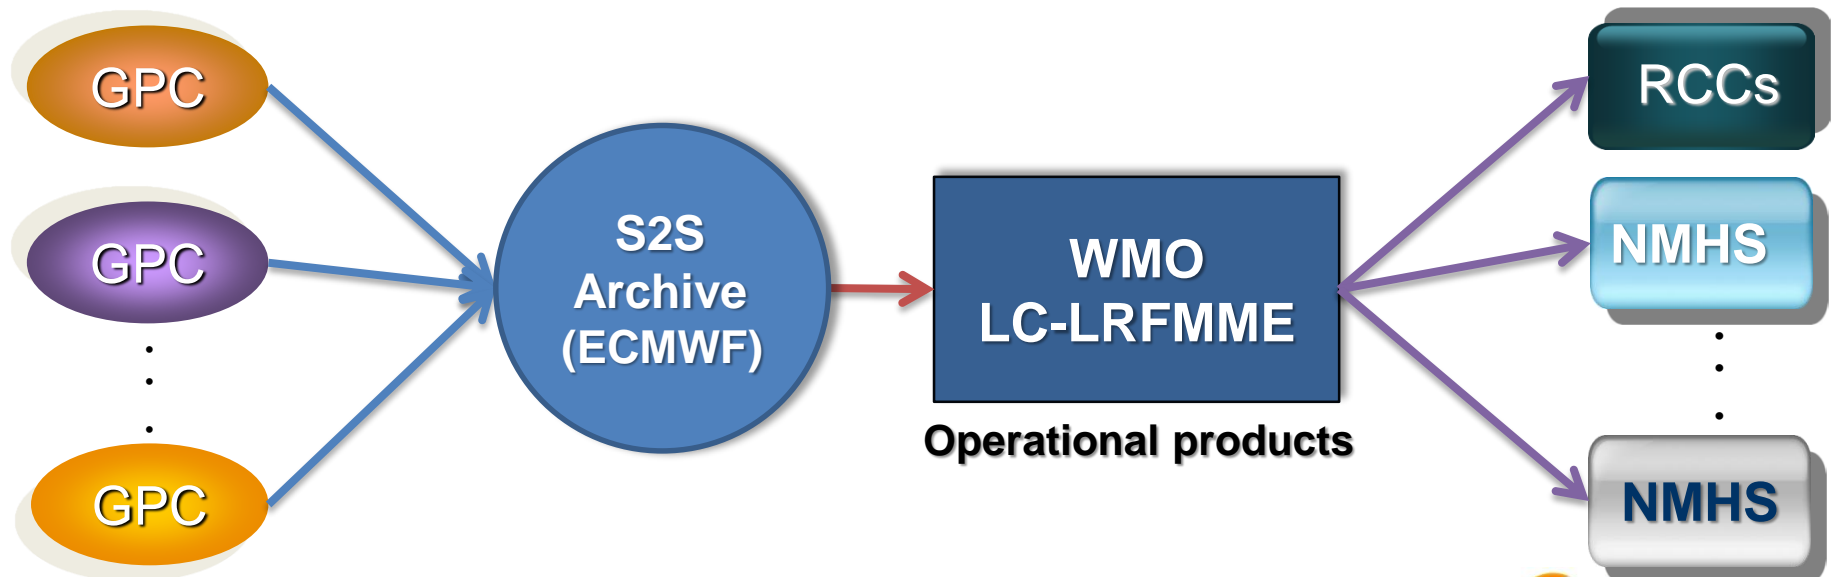 GPC
GPC
GPC
S2S
Archive
(ECMWF)
WMO
LC-LRFMME
Operational products
RCCs
NMHS
NMHS